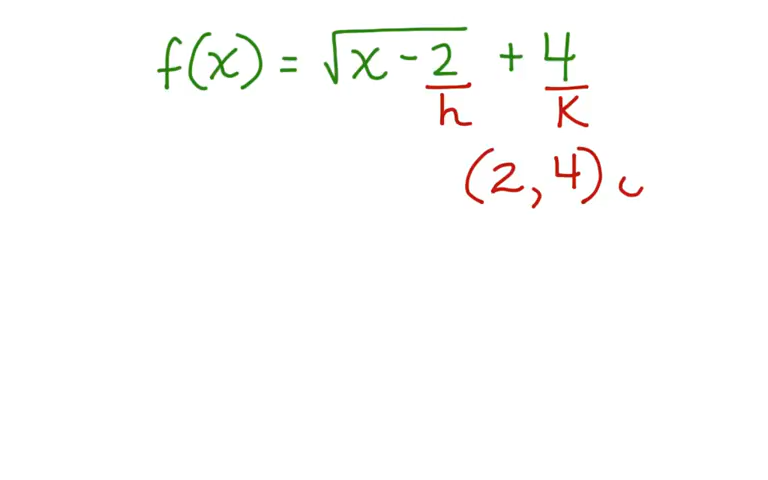 f(x) = √(x - 2) + 4
h K
(2, 4)